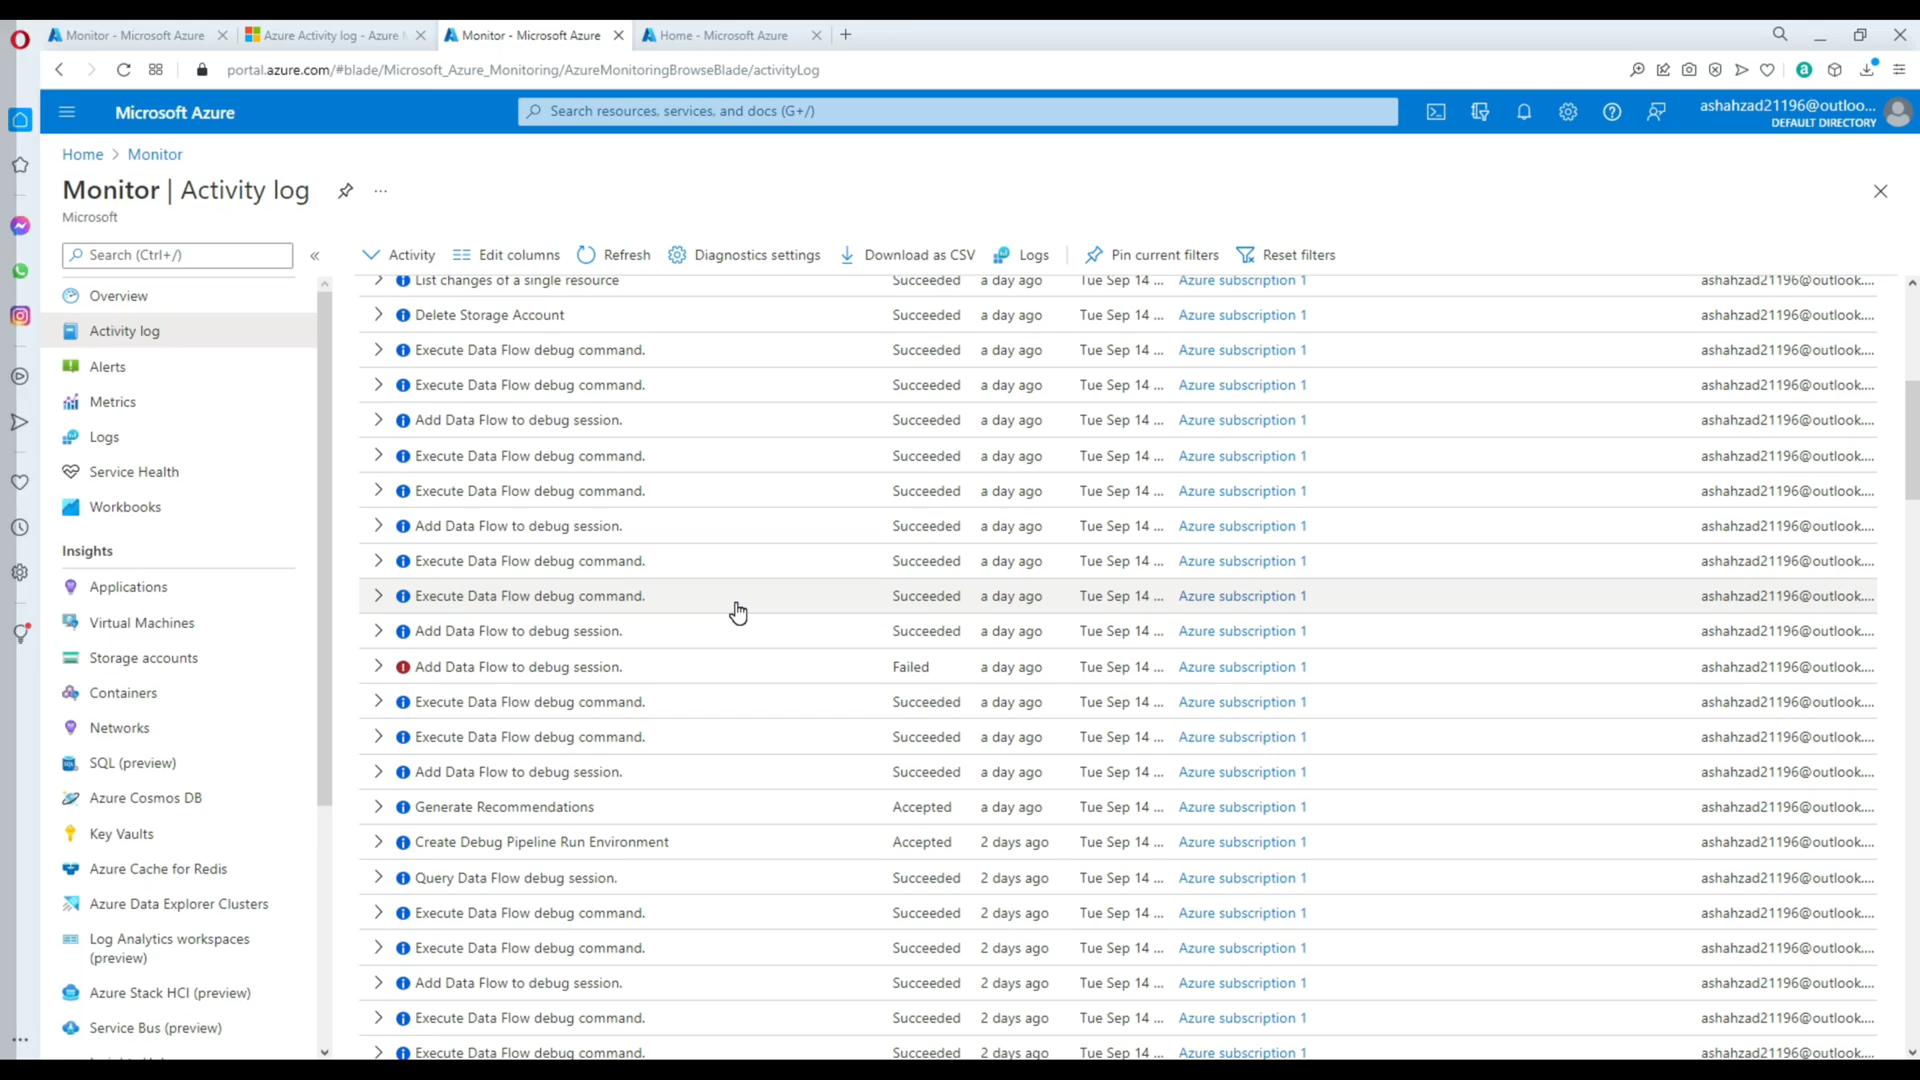 Monitor - Microsoft Azure
Azure Activity log - Azure
Monitor - Microsoft Azure
Home - Microsoft Azure
portal.azure.com/#blade/Microsoft_Azure_Monitoring/AzureMonitoringBrowseBlade/activityLog
Microsoft Azure
Search resources, services, and docs (G+/)
ashahzad21196@outloo...
DEFAULT DIRECTORY
Home > Monitor
Monitor | Activity log
Microsoft
Search (Ctrl+/)
Activity Edit columns Refresh Diagnostics settings Download as CSV Logs Pin current filters Reset filters
Overview
Activity log
Alerts
Metrics
Logs
Service Health
Workbooks
Insights
Applications
Virtual Machines
Storage accounts
Containers
Networks
SQL (preview)
Azure Cosmos DB
Key Vaults
Azure Cache for Redis
Azure Data Explorer Clusters
Log Analytics workspaces
(preview)
Azure Stack HCI (preview)
Service Bus (preview)
List changes of a single resource Succeeded a day ago Tue Sep 14 ... Azure subscription 1 ashahzad21196@outlook....
Delete Storage Account Succeeded a day ago Tue Sep 14 ... Azure subscription 1 ashahzad21196@outlook....
Execute Data Flow debug command. Succeeded a day ago Tue Sep 14 ... Azure subscription 1 ashahzad21196@outlook....
Execute Data Flow debug command. Succeeded a day ago Tue Sep 14 ... Azure subscription 1 ashahzad21196@outlook....
Add Data Flow to debug session. Succeeded a day ago Tue Sep 14 ... Azure subscription 1 ashahzad21196@outlook....
Execute Data Flow debug command. Succeeded a day ago Tue Sep 14 ... Azure subscription 1 ashahzad21196@outlook....
Execute Data Flow debug command. Succeeded a day ago Tue Sep 14 ... Azure subscription 1 ashahzad21196@outlook....
Add Data Flow to debug session. Succeeded a day ago Tue Sep 14 ... Azure subscription 1 ashahzad21196@outlook....
Execute Data Flow debug command. Succeeded a day ago Tue Sep 14 ... Azure subscription 1 ashahzad21196@outlook....
Execute Data Flow debug command. Succeeded a day ago Tue Sep 14 ... Azure subscription 1 ashahzad21196@outlook....
Add Data Flow to debug session. Succeeded a day ago Tue Sep 14 ... Azure subscription 1 ashahzad21196@outlook....
Add Data Flow to debug session. Failed a day ago Tue Sep 14 ... Azure subscription 1 ashahzad21196@outlook....
Execute Data Flow debug command. Succeeded a day ago Tue Sep 14 ... Azure subscription 1 ashahzad21196@outlook....
Execute Data Flow debug command. Succeeded a day ago Tue Sep 14 ... Azure subscription 1 ashahzad21196@outlook....
Add Data Flow to debug session. Succeeded a day ago Tue Sep 14 ... Azure subscription 1 ashahzad21196@outlook....
Generate Recommendations Accepted a day ago Tue Sep 14 ... Azure subscription 1 ashahzad21196@outlook....
Create Debug Pipeline Run Environment Accepted 2 days ago Tue Sep 14 ... Azure subscription 1 ashahzad21196@outlook....
Query Data Flow debug session. Succeeded 2 days ago Tue Sep 14 ... Azure subscription 1 ashahzad21196@outlook....
Execute Data Flow debug command. Succeeded 2 days ago Tue Sep 14 ... Azure subscription 1 ashahzad21196@outlook....
Execute Data Flow debug command. Succeeded 2 days ago Tue Sep 14 ... Azure subscription 1 ashahzad21196@outlook....
Add Data Flow to debug session. Succeeded 2 days ago Tue Sep 14 ... Azure subscription 1 ashahzad21196@outlook....
Execute Data Flow debug command. Succeeded 2 days ago Tue Sep 14 ... Azure subscription 1 ashahzad21196@outlook....
Execute Data Flow debug command. Succeeded 2 days ago Tue Sep 14 ... Azure subscription 1 ashahzad21196@outlook....